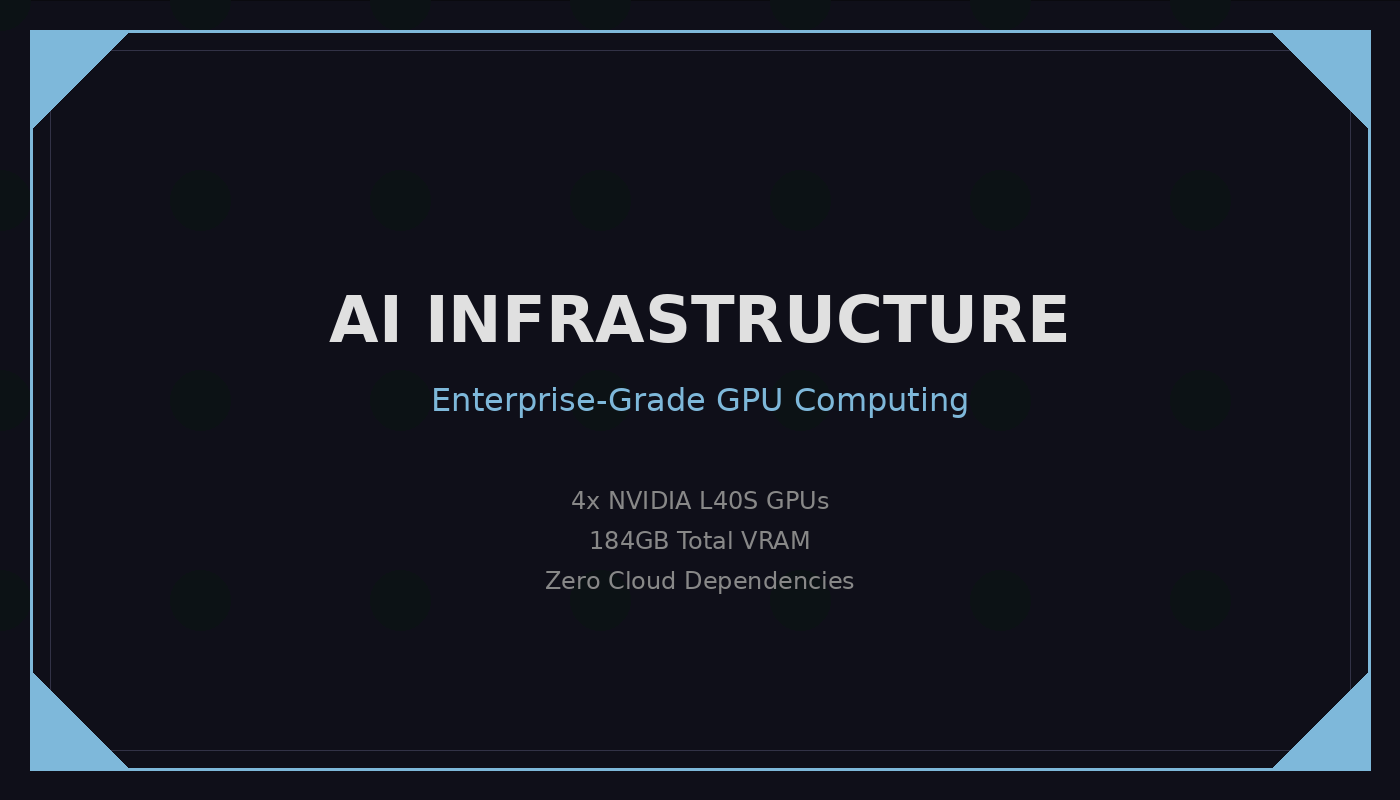 AI INFRASTRUCTURE
Enterprise-Grade GPU Computing
4x NVIDIA L40S GPUs
184GB Total VRAM
Zero Cloud Dependencies